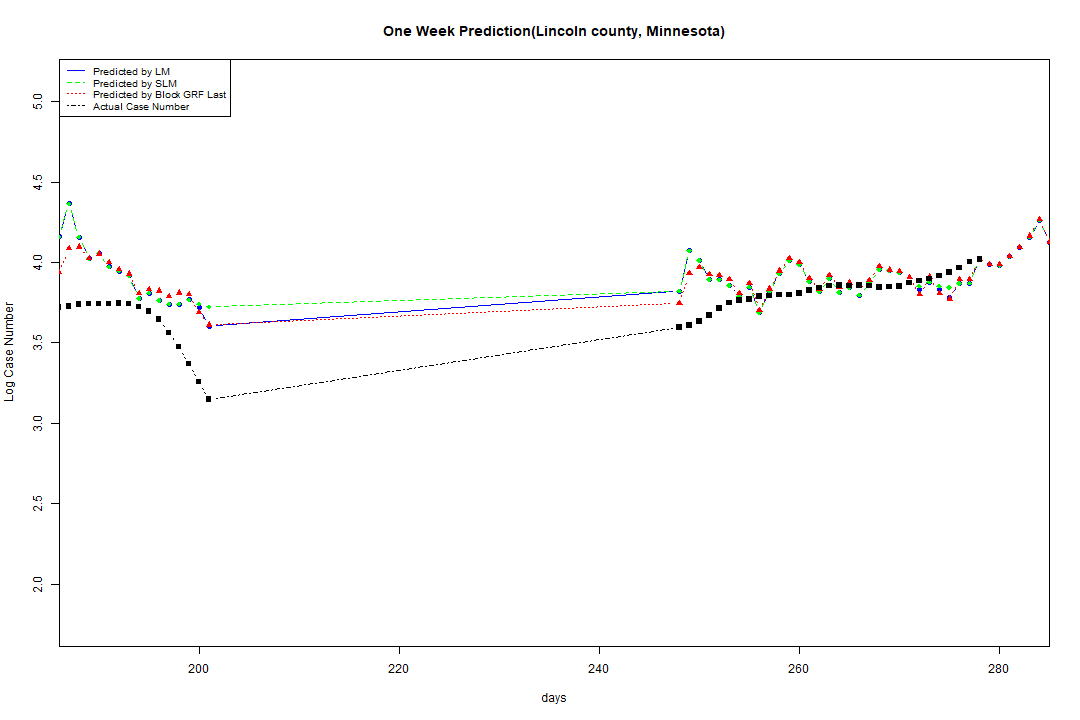 One Week Prediction(Lincoln county, Minnesota)
Predicted by LM
Predicted by SLM
Predicted by Block GRF Last
Actual Case Number
5.0
4.5
4.0
3.5
3.0
2.5
2.0
Log Case Number
200
220
240
260
280
days